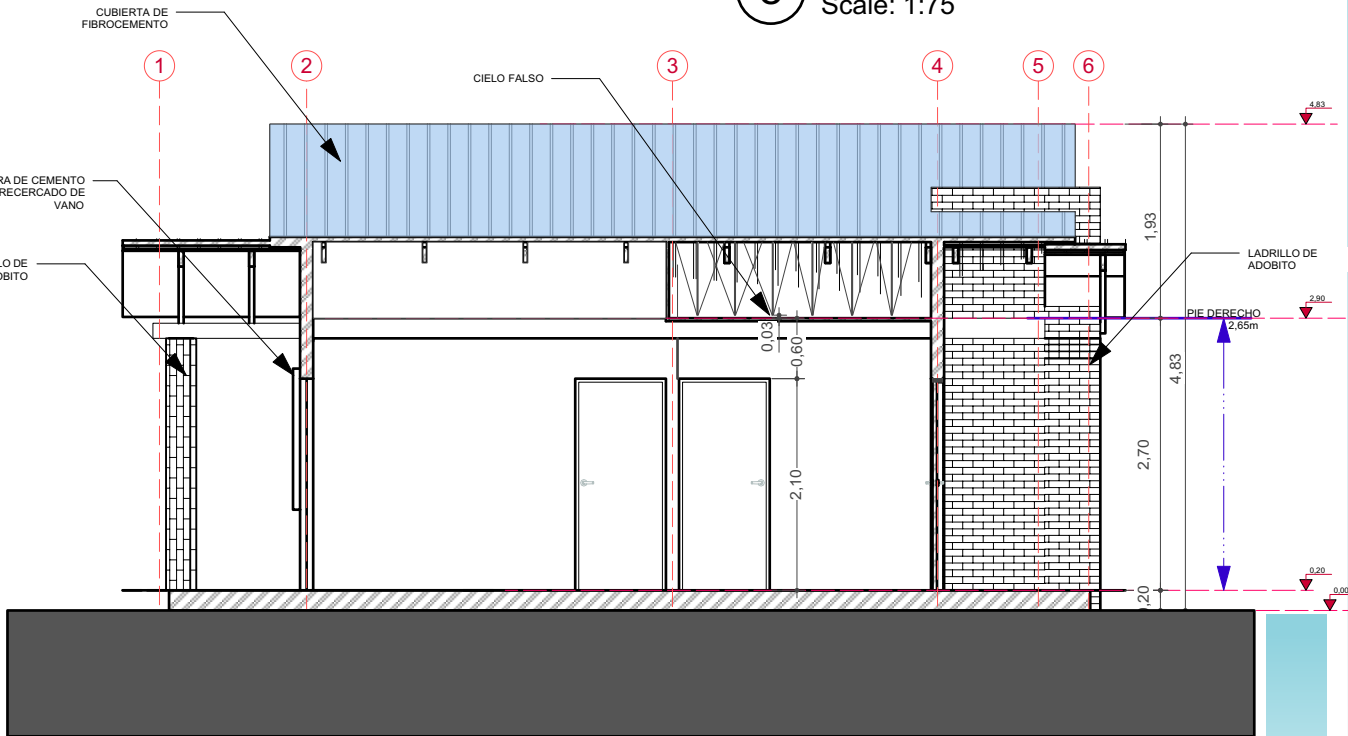 Scale: 1:75
CUBIERTA DE
FIBROCEMENTO
1
2
3
4
5
6
CIELO FALSO
4,83
RA DE CEMENTO
RECERCADO DE
VANO
LO DE
OBITO
1,93
LADRILLO DE
ADOBITO
2,90
PIE DERECHO
2,65m
0,03
0,60
4,83
2,70
2,10
0,20
0,20
0,00